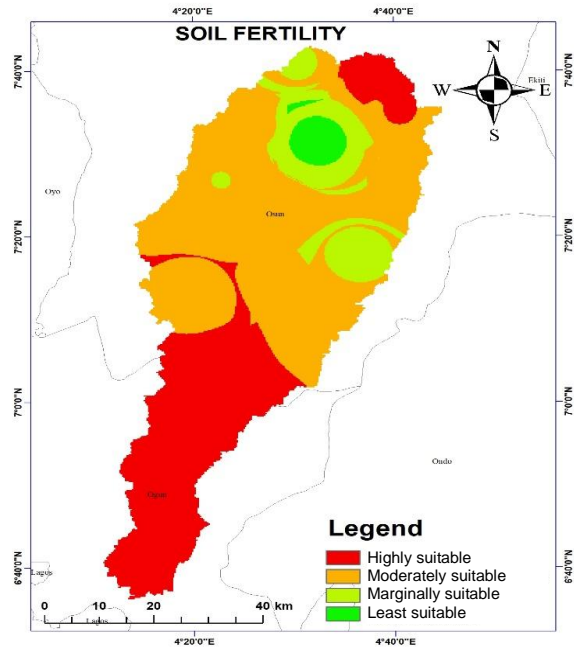 4°20'0"E 4°40'0"E
SOIL FERTILITY
7°40'0"N 7°40'0"N
N
W E
S
Ekiti
Oyo
Osun
7°20'0"N 7°20'0"N
7°0'0"N 7°0'0"N
Ondo
Ogun
Legend
Highly suitable
Moderately suitable
Marginally suitable
Least suitable
6°40'0"N 6°40'0"N
Lagos
0 5 10 20 30 40 km
Lagos
4°20'0"E 4°40'0"E